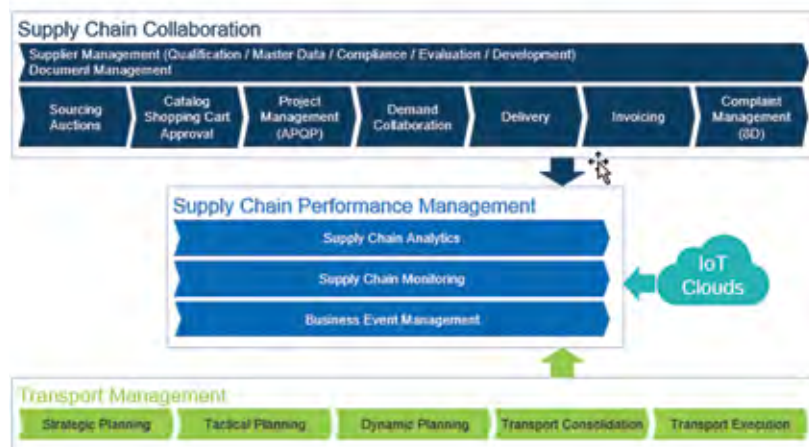 Supply Chain Collaboration
Supplier Management (Qualification / Master Data / Compliance / Evaluation / Development)
Document Management
Sourcing
Auctions
Catalog
Shopping Cart
Approval
Project
Management
(APQP)
Demand
Collaboration
Delivery
Invoicing
Complaint
Management
(8D)
Supply Chain Performance Management
Supply Chain Analytics
Supply Chain Monitoring
Business Event Management
IoT
Clouds
Transport Management
Strategic Planning
Tactical Planning
Dynamic Planning
Transport Consolidation
Transport Execution